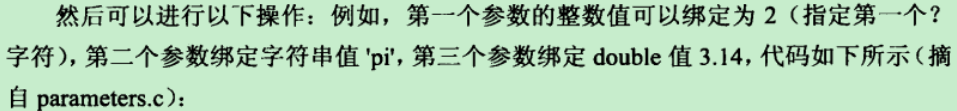 然后可以进行以下操作：例如，第一个参数的整数值可以绑定为 2（指定第一个？
字符），第二个参数绑定字符串值 'pi'，第三个参数绑定 double 值 3.14，代码如下所示（摘
自 parameters.c）：